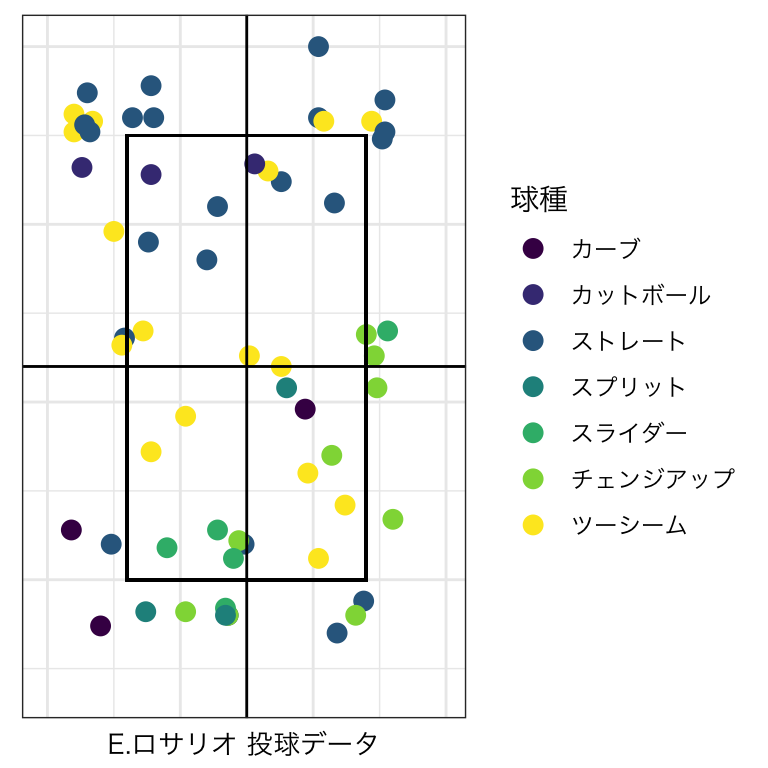 球種
カーブ
カットボール
ストレート
スプリット
スライダー
チェンジアップ
ツーシーム
E.ロサリオ 投球データ